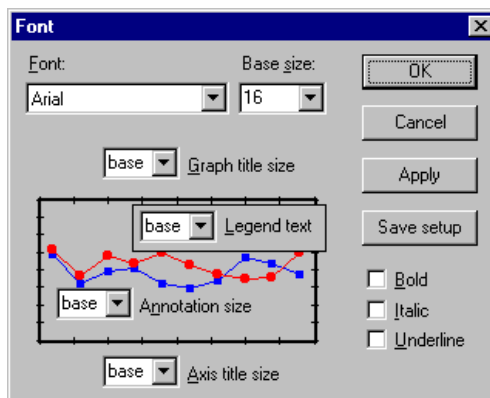 Font
Font:
Base size:
OK
Arial
16
Cancel
base
Graph title size
Apply
base
Legend text
Save setup
Bold
base
Annotation size
Italic
Underline
base
Axis title size